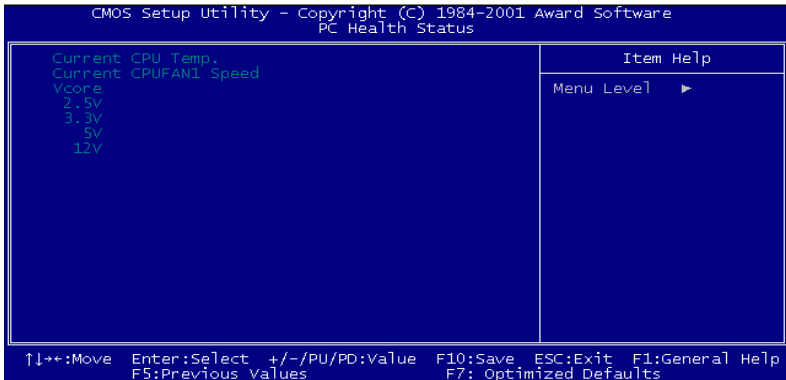 CMOS Setup Utility - Copyright (C) 1984-2001 Award Software
PC Health Status
Current CPU Temp.
Current CPUFAN1 Speed
Vcore
2.5V
3.3V
5V
12V
Item Help
Menu Level ►
↑↓→←:Move Enter:Select +/-/PU/PD:Value F10:Save ESC:Exit F1:General Help
F5:Previous Values F7: Optimized Defaults